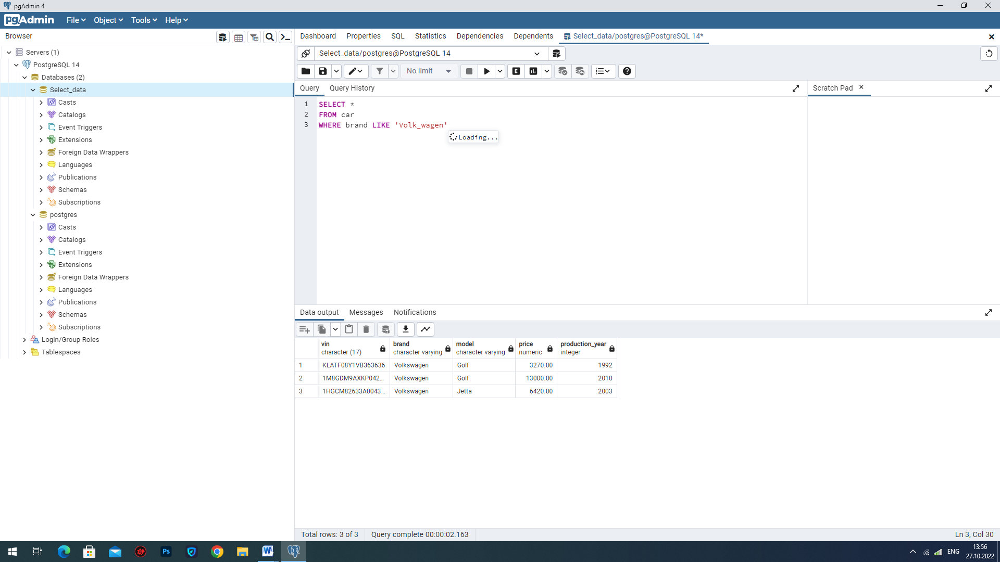 pgAdmin 4
pgAdmin File Object Tools Help
Browser
Dashboard Properties SQL Statistics Dependencies Dependents Select_data/postgres@PostgreSQL 14*
Servers (1)
PostgreSQL 14
Databases (2)
Select_data
Casts
Catalogs
Event Triggers
Extensions
Foreign Data Wrappers
Languages
Publications
Schemas
Subscriptions
postgres
Casts
Catalogs
Event Triggers
Extensions
Foreign Data Wrappers
Languages
Publications
Schemas
Subscriptions
Login/Group Roles
Tablespaces
Select_data/postgres@PostgreSQL 14
No limit
E
Query Query History
Scratch Pad
1 SELECT *
2 FROM car
3 WHERE brand LIKE 'Volk_wagen'
Loading...
Data output Messages Notifications
vin brand model price production_year
character (17) character varying character varying numeric integer
1 KLATF08Y1VB363636 Volkswagen Golf 3270.00 1992
2 1M8GDM9AXKP042... Volkswagen Golf 13000.00 2010
3 1HGCM82633A0043... Volkswagen Jetta 6420.00 2003
Total rows: 3 of 3 Query complete 00:00:02.163 Ln 3, Col 30
Ps
W
ENG
13:56
27.10.2022